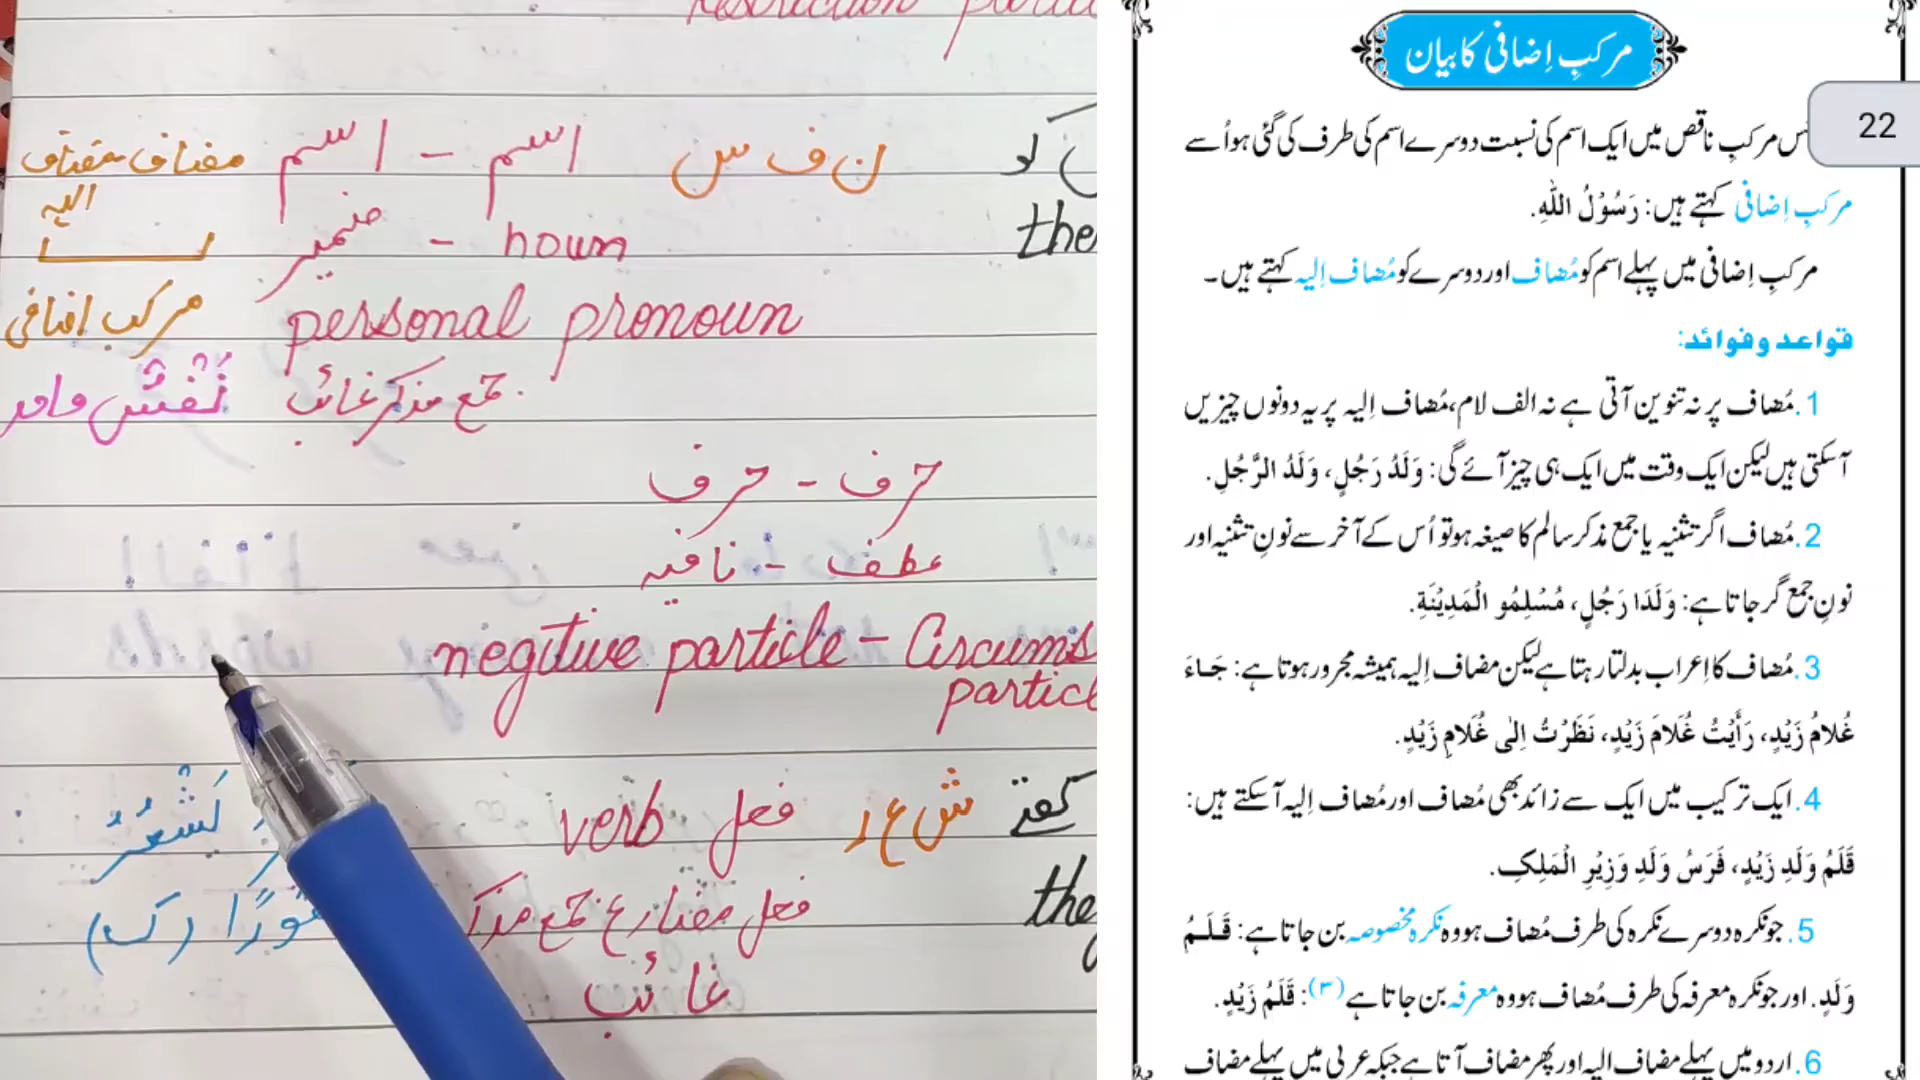 restriction
مضاف مضاف اسم - اسم ن ف س کو
الیہ
ضمیر - noun the
مرکب اضافی personal pronoun
نَفْسٌ واحد جمع مذکر غائب
حرف - حرف
عطف - نافیہ
negitive particle - Circums
particl
یَشْعُرُ verb فعل ش ع ر
(ک) فعل مضارع جمع مذکر the
غائب
مرکبِ اِضافی کا بیان
22
س مرکبِ ناقص میں ایک اسم کی نسبت دوسرے اسم کی طرف کی گئی ہو اُسے
مرکبِ اِضافی کہتے ہیں: رَسُوْلُ اللّٰهِ.
مرکبِ اِضافی میں پہلے اسم کو مُضاف اور دوسرے کو مُضاف اِلیہ کہتے ہیں۔
قواعد و فوائد:
1. مُضاف پر نہ تنوین آتی ہے نہ الف لام، مُضاف اِلیہ پر یہ دونوں چیزیں
آسکتی ہیں لیکن ایک وقت میں ایک ہی چیز آئے گی: وَلَدُ رَجُلٍ، وَلَدُ الرَّجُلِ.
2. مُضاف اگر تثنیہ یا جمع مذکر سالم کا صیغہ ہو تو اُس کے آخر سے نونِ تثنیہ اور
نونِ جمع گر جاتا ہے: وَلَدَا رَجُلٍ، مُسْلِمُو الْمَدِيْنَةِ.
3. مُضاف کا اِعراب بدلتا رہتا ہے لیکن مضاف اِلیہ ہمیشہ مجرور ہوتا ہے: جَاءَ
غُلَامُ زَيْدٍ، رَأَيْتُ غُلَامَ زَيْدٍ، نَظَرْتُ اِلٰى غُلَامِ زَيْدٍ.
4. ایک ترکیب میں ایک سے زائد بھی مُضاف اور مُضاف اِلیہ آسکتے ہیں:
قَلَمُ وَلَدِ زَيْدٍ، فَرَسُ وَلَدِ وَزِيْرِ الْمَلِكِ.
5. جو نکرہ دوسرے نکرہ کی طرف مُضاف ہو وہ نکرہ مخصوصہ بن جاتا ہے: قَلَمُ
وَلَدٍ. اور جو نکرہ معرفہ کی طرف مُضاف ہو وہ معرفہ بن جاتا ہے (۳): قَلَمُ زَيْدٍ.
6. اردو میں پہلے مضاف الیہ اور پھر مضاف آتا ہے جبکہ عربی میں پہلے مضاف